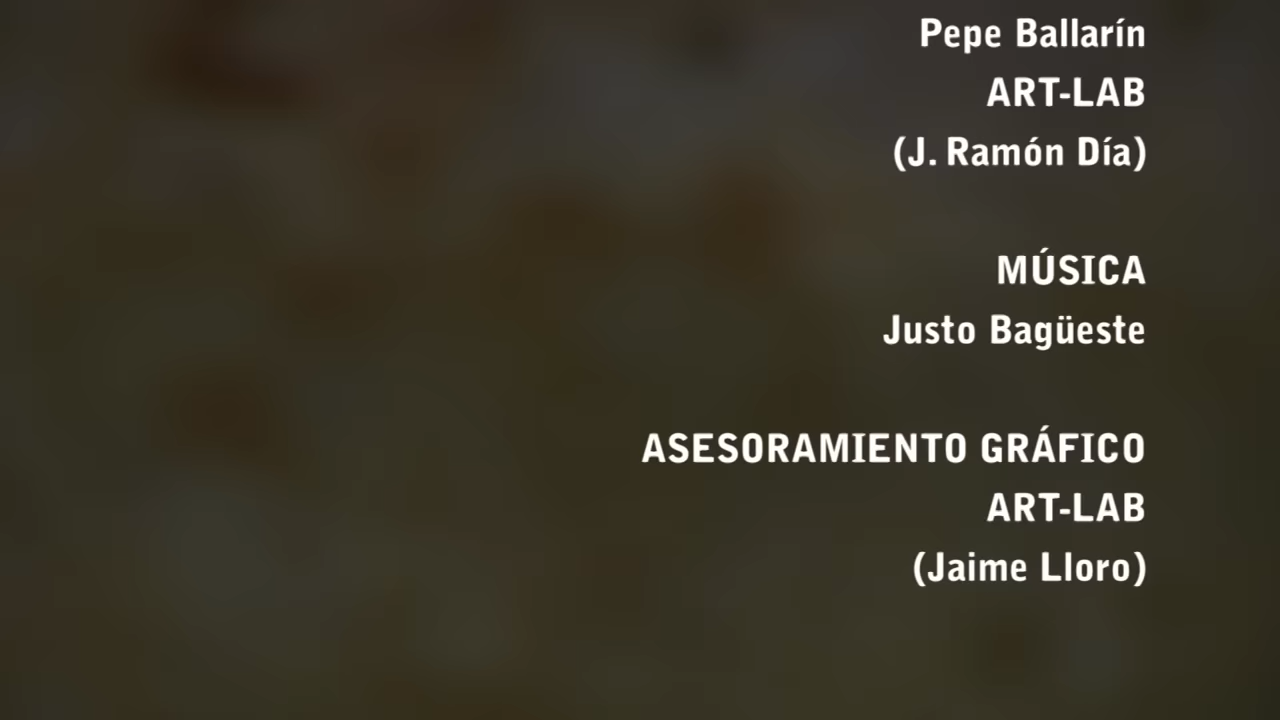 Pepe Ballarín
ART-LAB
(J. Ramón Día)
MÚSICA
Justo Bagüeste
ASESORAMIENTO GRÁFICO
ART-LAB
(Jaime Lloro)